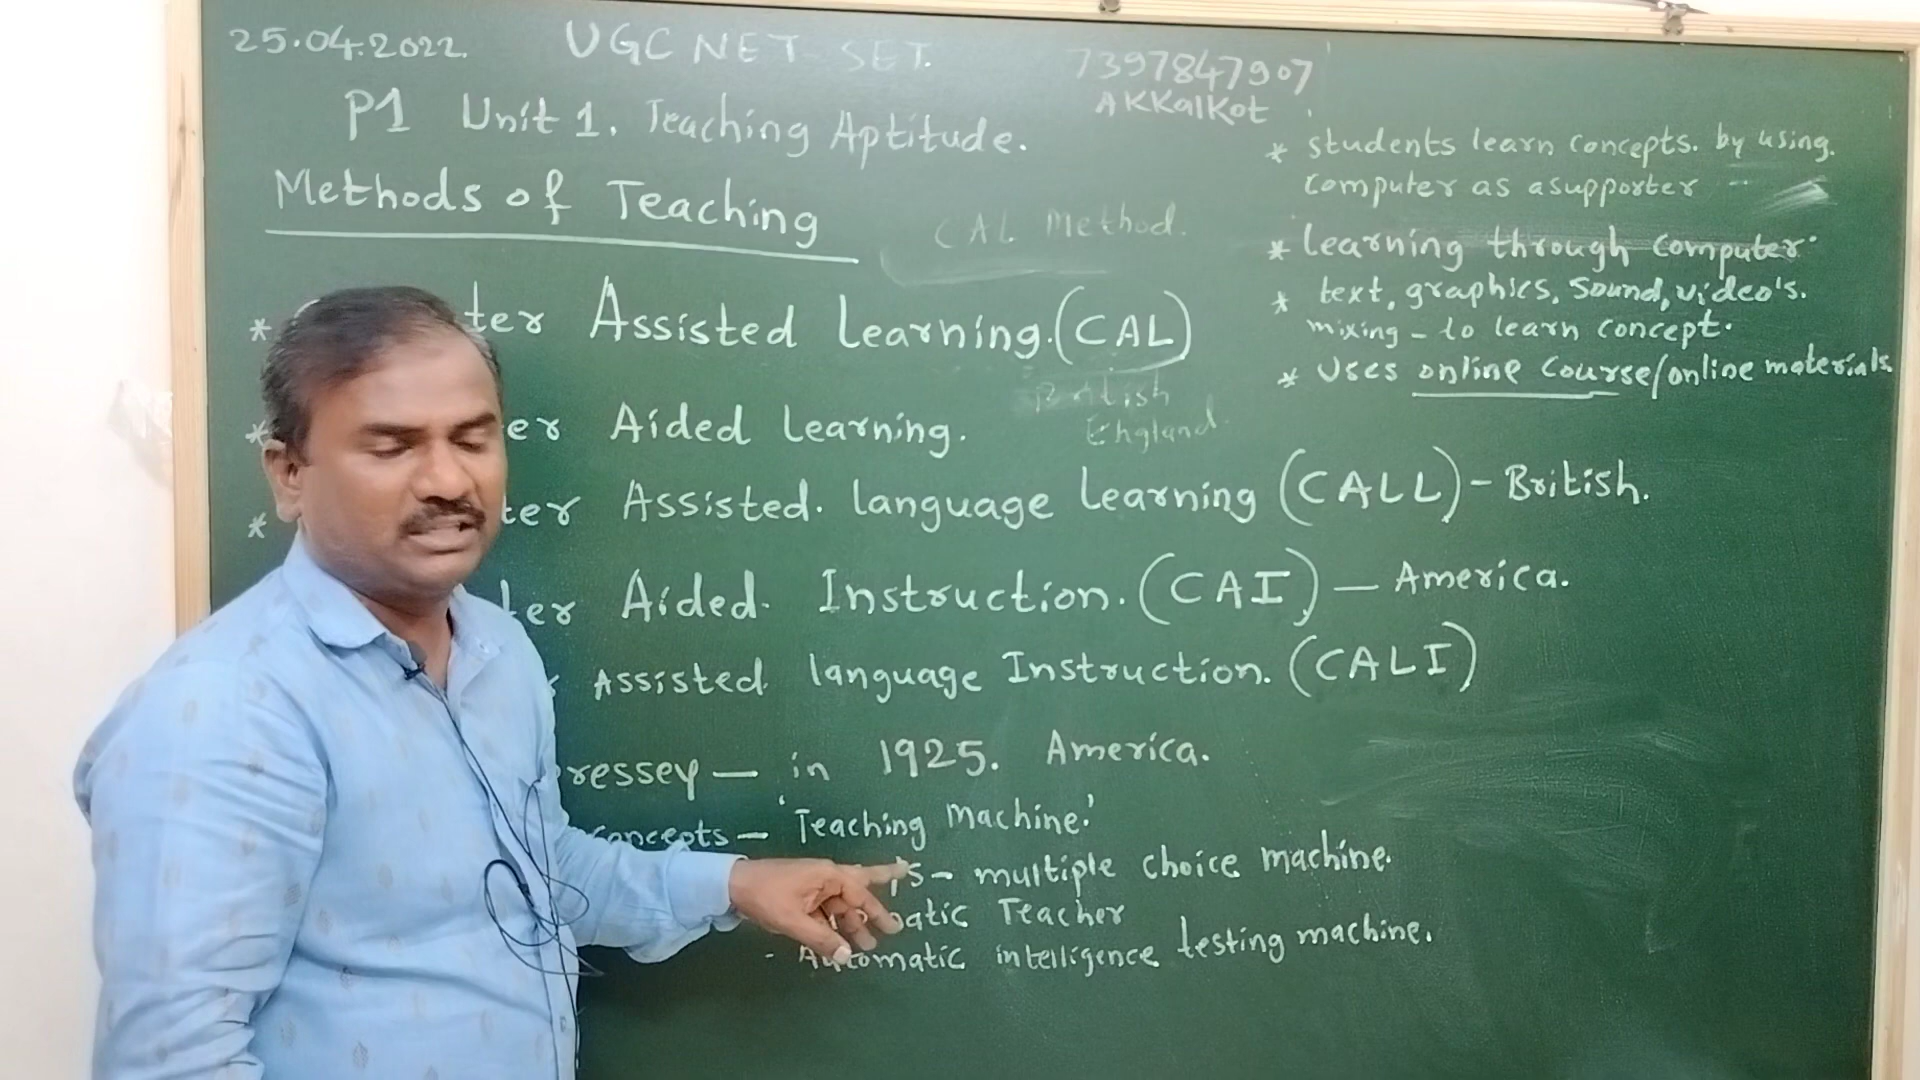 25.04.2022. UGC NET SET. 7397847907
AKKalKot
P1 Unit 1. Teaching Aptitude.
Methods of Teaching
CAL Method.
* students learn concepts. by using.
computer as a supporter
* learning through computer.
* text, graphics, sound, video's.
mixing - to learn concept.
* Uses online course/online materials.
* ter Assisted Learning. (CAL)
British
England.
* er Aided Learning.
* ter Assisted. language Learning (CALL) - British.
ter Aided. Instruction. (CAI) — America.
Assisted language Instruction. (CALI)
ressey — in 1925. America.
concepts — 'Teaching Machine.'
- multiple choice machine.
atic Teacher
- Automatic intelligence testing machine.